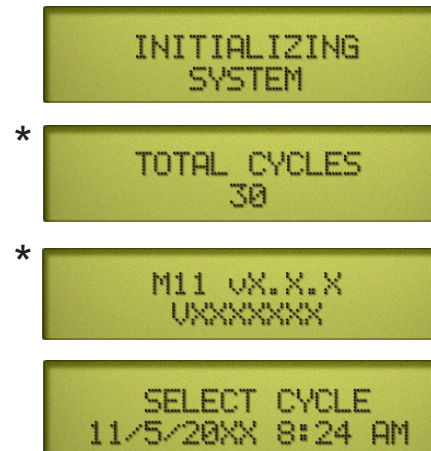 INITIALIZING
SYSTEM
*
TOTAL CYCLES
30
*
M11 vX.X.X
VXXXXXXX
SELECT CYCLE
11/5/20XX 8:24 AM